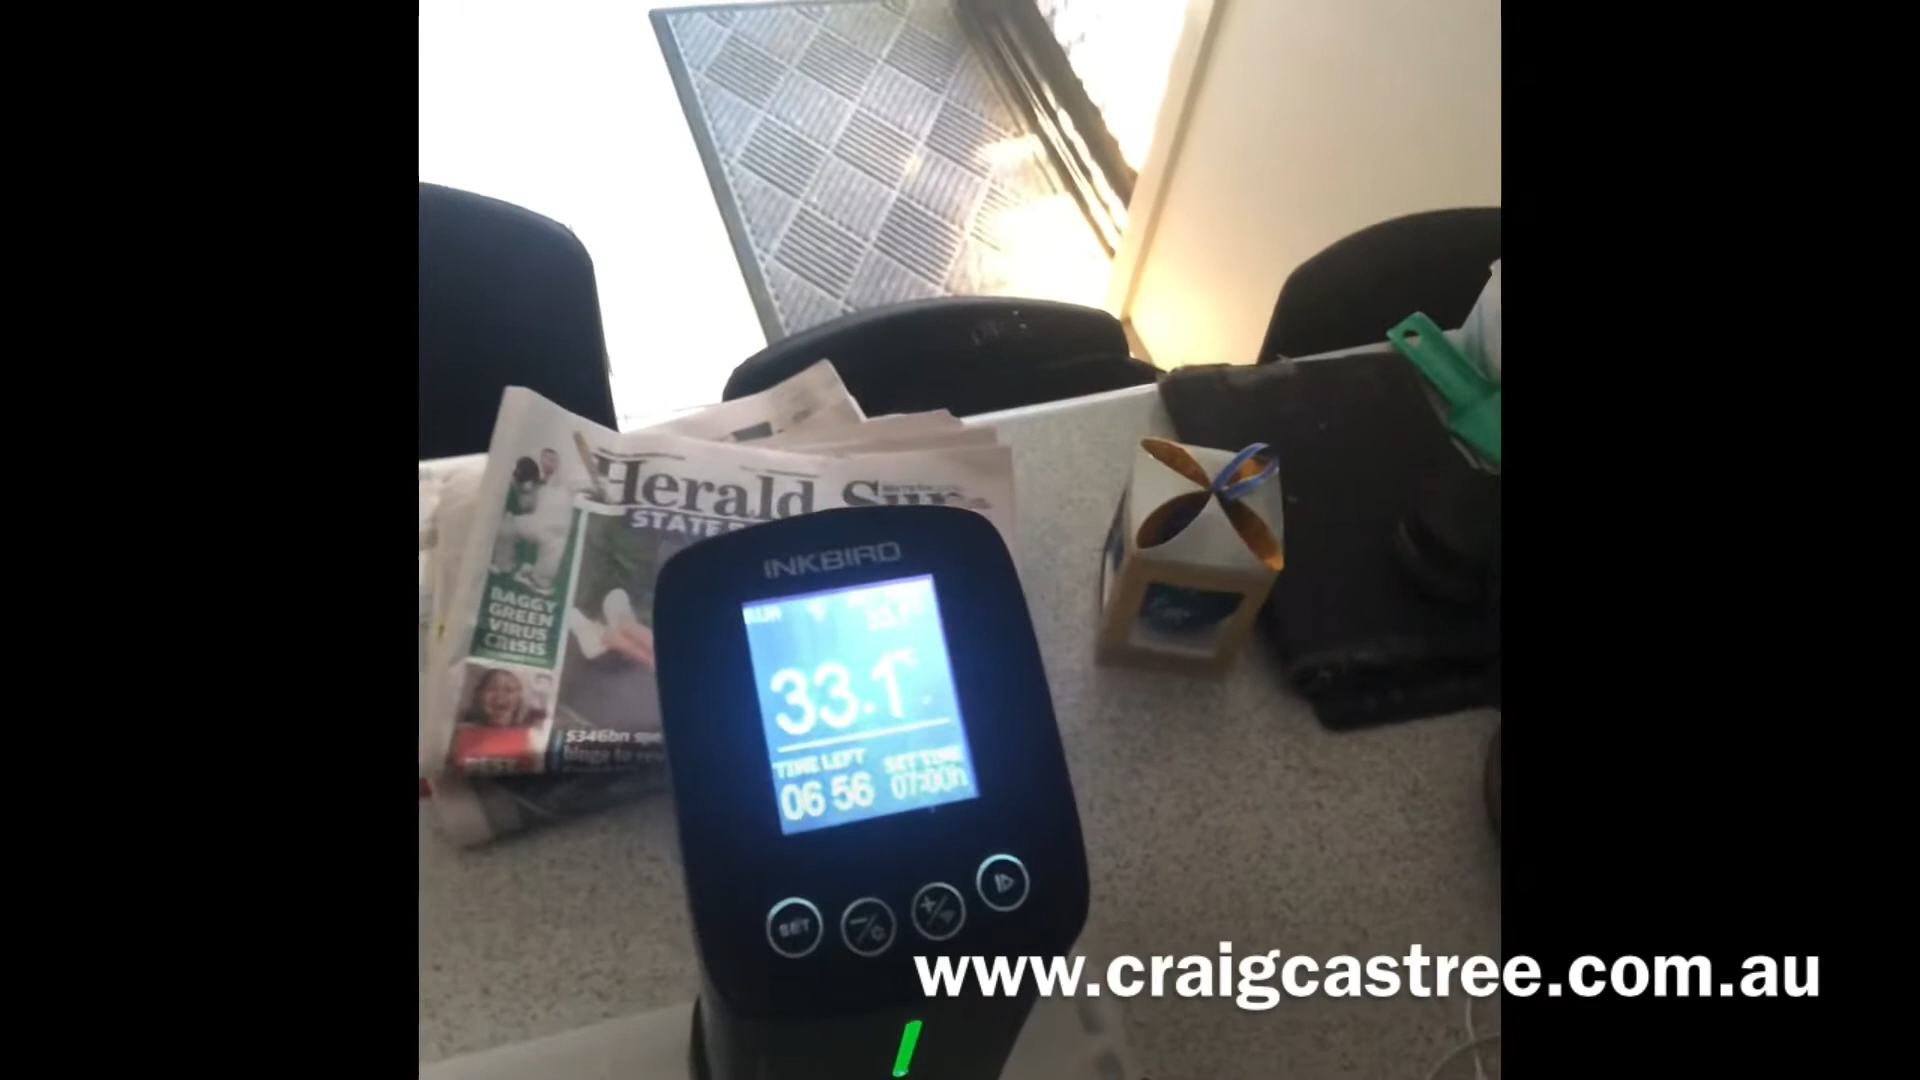 Herald Sun
STATE
BAGGY
GREEN
VIRUS
CRISIS
$346bn
INKBIRD
33.1
TIME LEFT
SET TIME
06 56
07:00h
SET
www.craigcastree.com.au